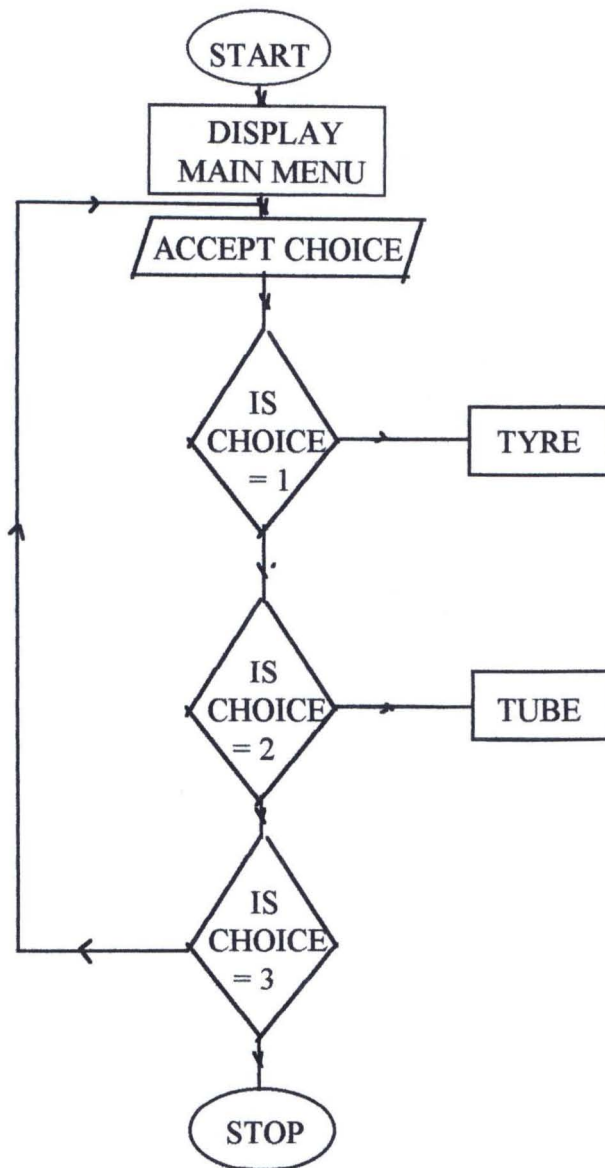 START
DISPLAY
MAIN MENU
ACCEPT CHOICE
IS
CHOICE
= 1
TYRE
IS
CHOICE
= 2
TUBE
IS
CHOICE
= 3
STOP